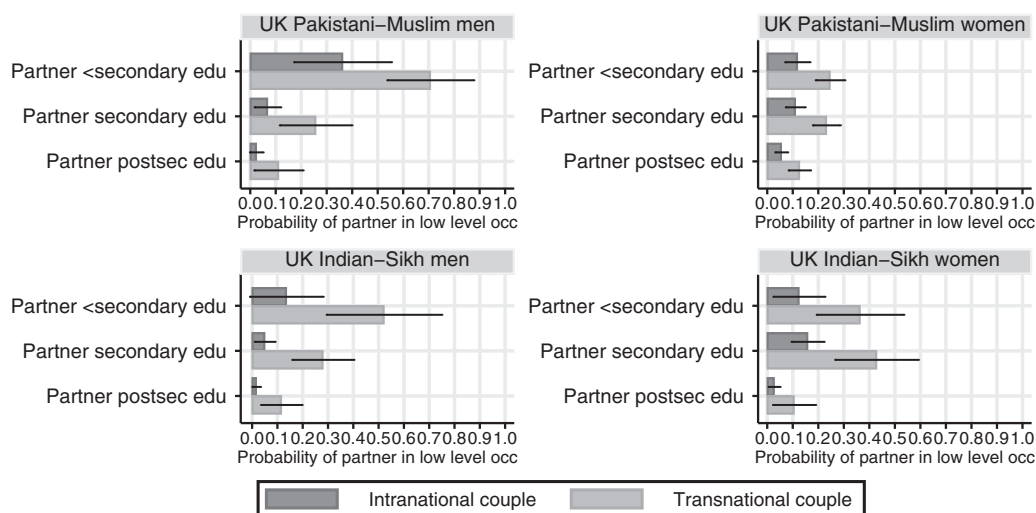 UK Pakistani–Muslim men
Partner <secondary edu
Partner secondary edu
Partner postsec edu
0.00.10.20.30.40.50.60.70.80.91.0
Probability of partner in low level occ
UK Pakistani–Muslim women
Partner <secondary edu
Partner secondary edu
Partner postsec edu
0.00.10.20.30.40.50.60.70.80.91.0
Probability of partner in low level occ
UK Indian–Sikh men
Partner <secondary edu
Partner secondary edu
Partner postsec edu
0.00.10.20.30.40.50.60.70.80.91.0
Probability of partner in low level occ
UK Indian–Sikh women
Partner <secondary edu
Partner secondary edu
Partner postsec edu
0.00.10.20.30.40.50.60.70.80.91.0
Probability of partner in low level occ
Intranational couple
Transnational couple